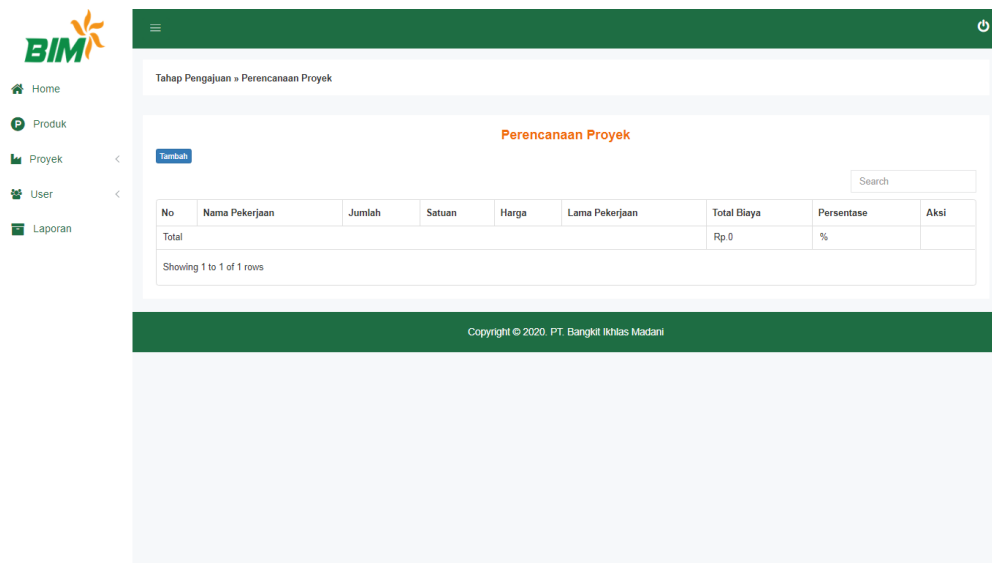 BIM
Home
Produk
Proyek
User
Laporan
Tahap Pengajuan » Perencanaan Proyek
Perencanaan Proyek
Tambah
Search
No Nama Pekerjaan Jumlah Satuan Harga Lama Pekerjaan Total Biaya Persentase Aksi
Total Rp.0 %
Showing 1 to 1 of 1 rows
Copyright © 2020. PT. Bangkit Ikhlas Madani